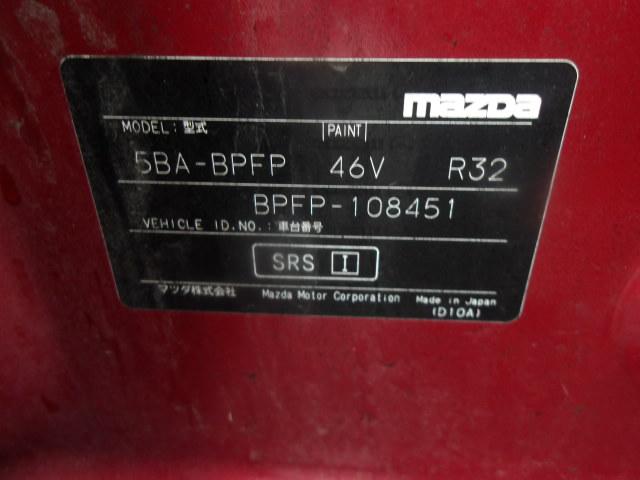 mazda
MODEL: 型式 PAINT
5BA-BPFP 46V R32
BPFP-108451
VEHICLE ID.NO.: 車台番号
SRS I
マツダ株式会社 Mazda Motor Corporation Made in Japan
(D10A)